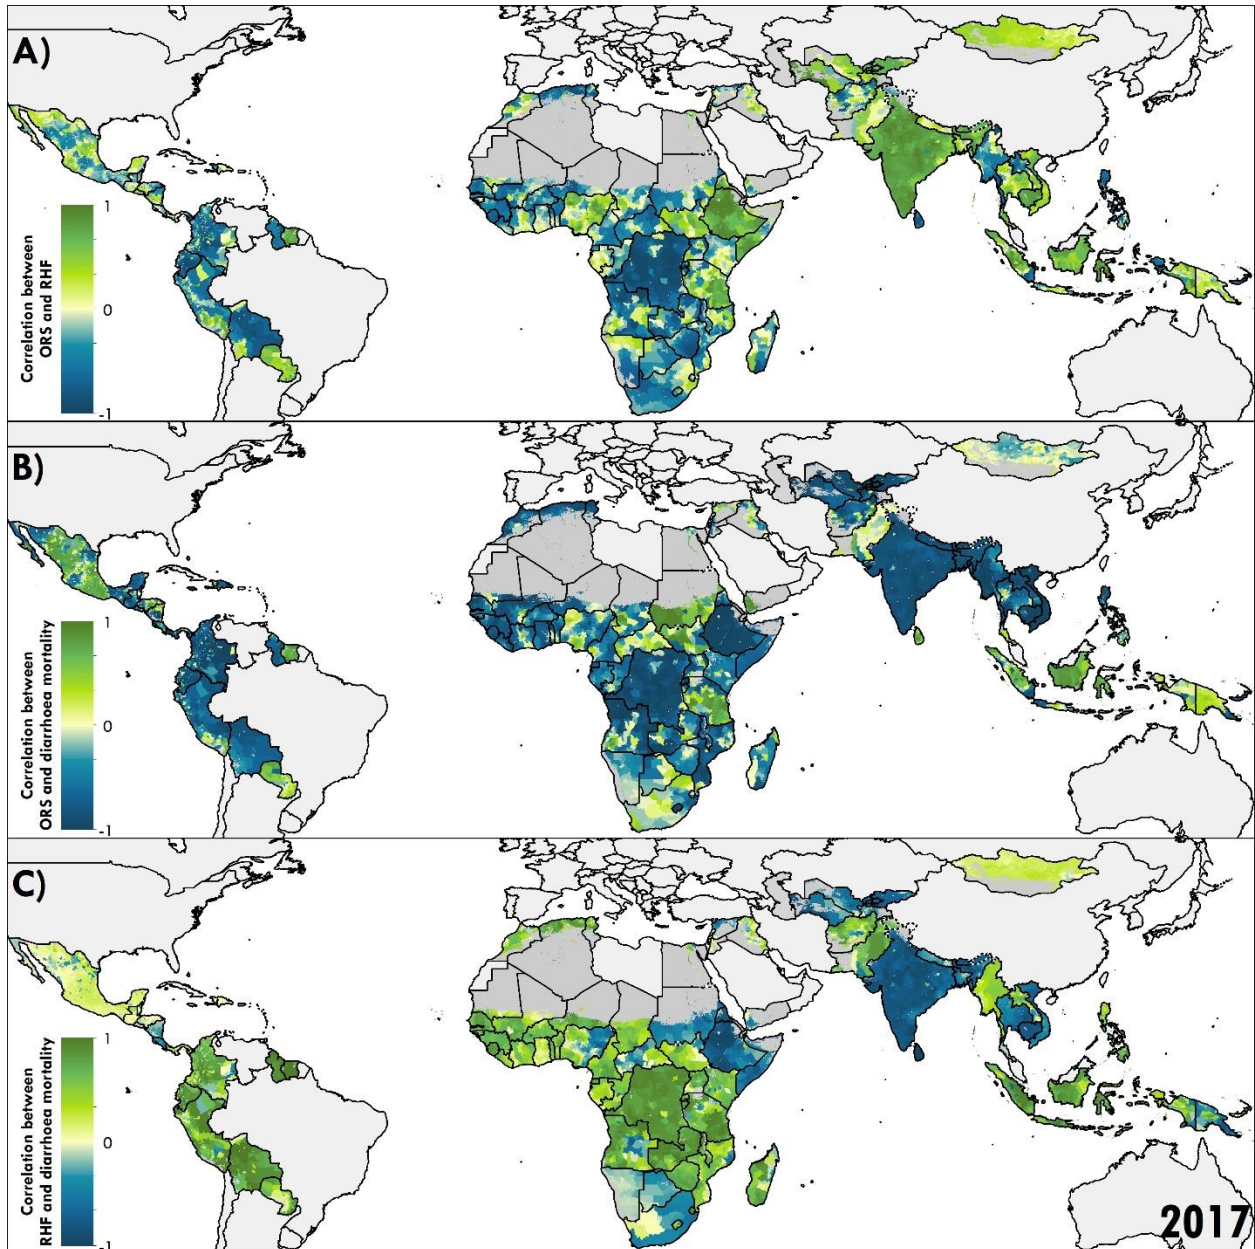 A)
1
0
-1
Correlation between
ORS and RHF
B)
1
0
-1
Correlation between
ORS and diarrhoea mortality
C)
1
0
-1
Correlation between
RHF and diarrhoea mortality
2017